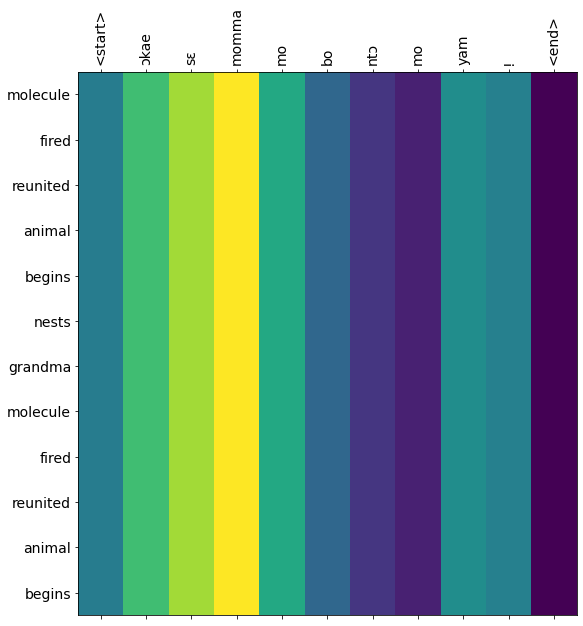 <start> ɔkae sɛ momma mo bo ntɔ mo yam ! <end>
molecule
fired
reunited
animal
begins
nests
grandma
molecule
fired
reunited
animal
begins